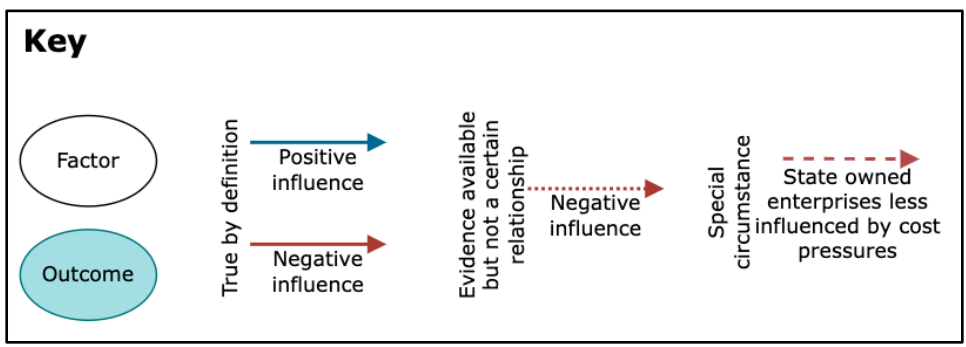 Key
Factor
Outcome
True by definition
Positive
influence
Negative
influence
Evidence available
but not a certain
relationship
Negative
influence
Special
circumstance
State owned
enterprises less
influenced by cost
pressures